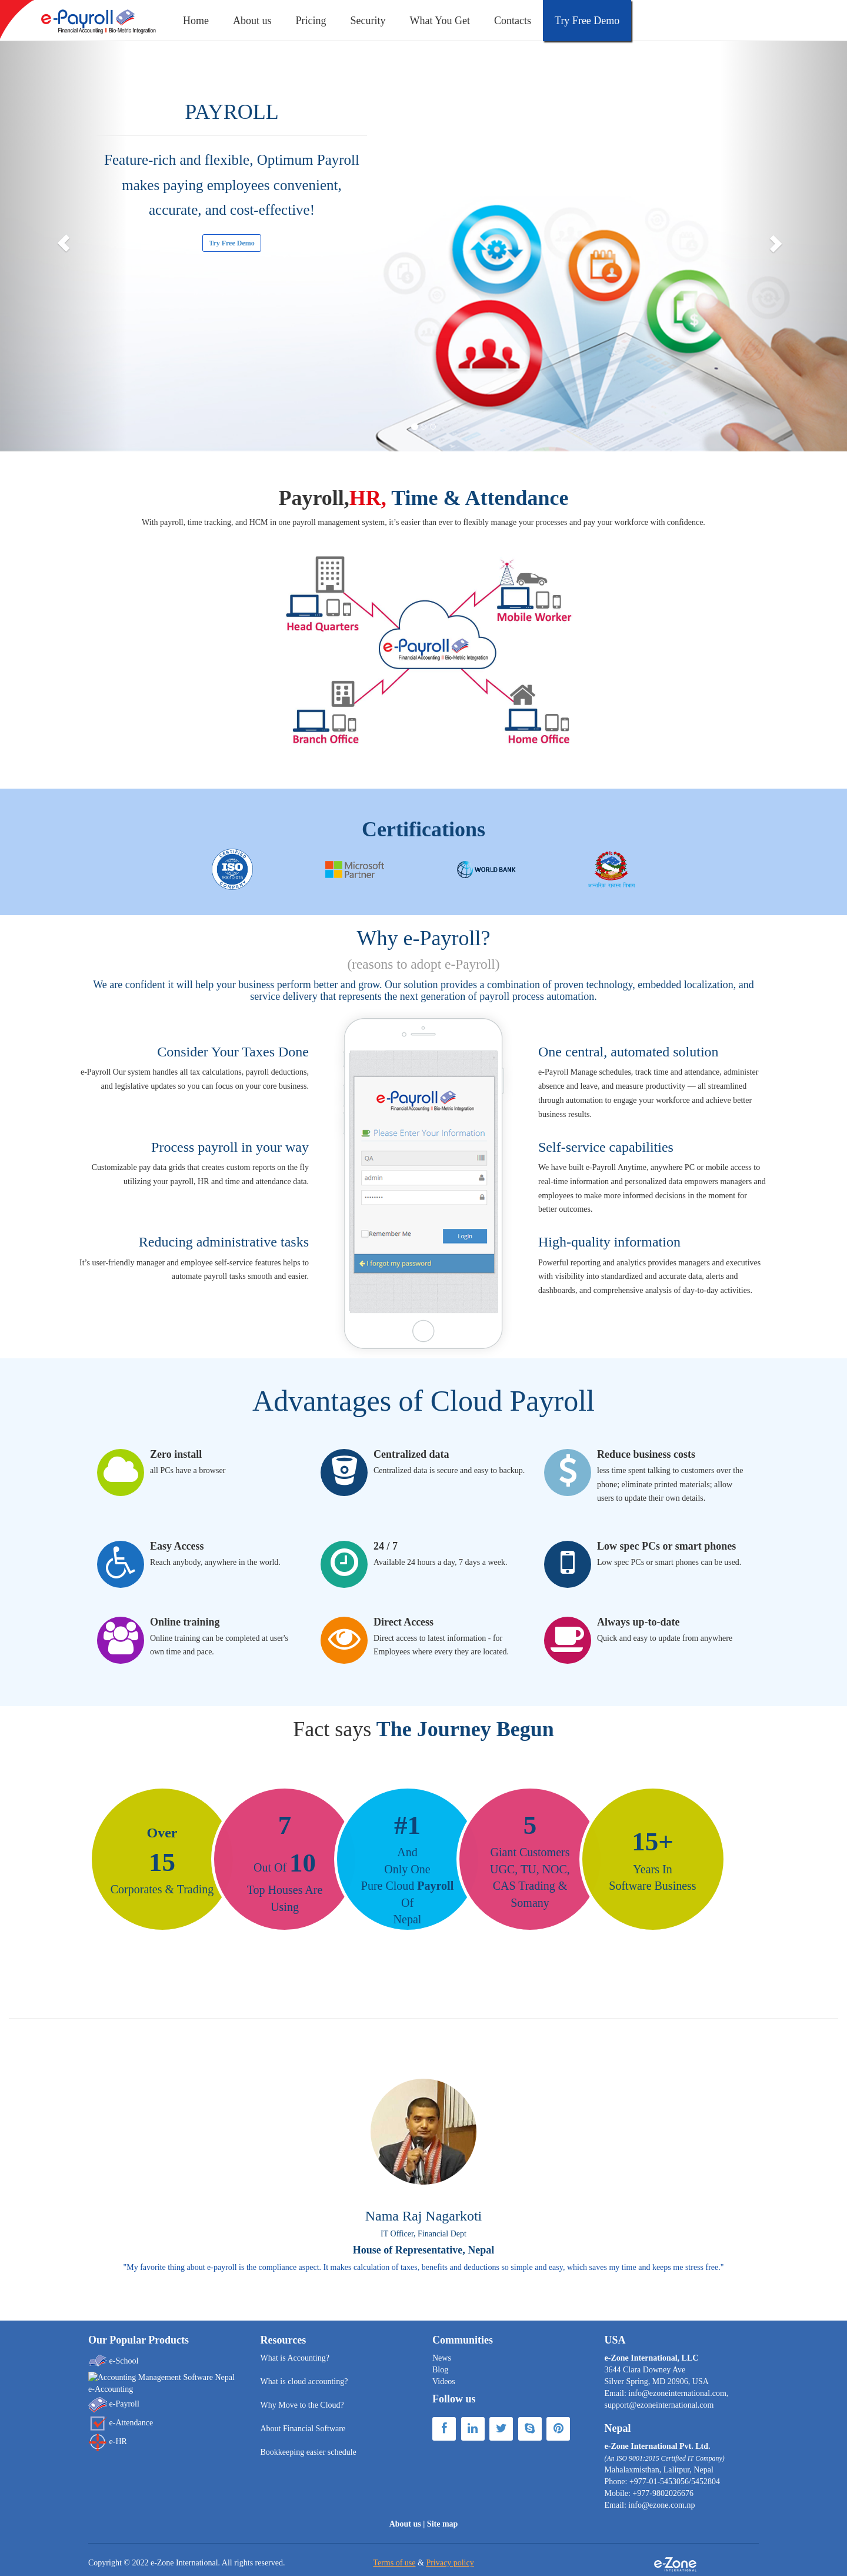 e-Payroll
Financial Accounting || Bio-Metric Integration
Home
About us
Pricing
Security
What You Get
Contacts
Try Free Demo
PAYROLL
Feature-rich and flexible, Optimum Payroll
makes paying employees convenient,
accurate, and cost-effective!
Try Free Demo
Payroll,HR, Time & Attendance
With payroll, time tracking, and HCM in one payroll management system, it’s easier than ever to flexibly manage your processes and pay your workforce with confidence.
Head Quarters
Mobile Worker
e-Payroll
Financial Accounting || Bio-Metric Integration
Branch Office
Home Office
Certifications
CERTIFIED
ISO
9001:2015
COMPANY
Microsoft
Partner
WORLD BANK
Why e-Payroll?
(reasons to adopt e-Payroll)
We are confident it will help your business perform better and grow. Our solution provides a combination of proven technology, embedded localization, and
service delivery that represents the next generation of payroll process automation.
Consider Your Taxes Done
e-Payroll Our system handles all tax calculations, payroll deductions,
and legislative updates so you can focus on your core business.
Process payroll in your way
Customizable pay data grids that creates custom reports on the fly
utilizing your payroll, HR and time and attendance data.
Reducing administrative tasks
It’s user-friendly manager and employee self-service features helps to
automate payroll tasks smooth and easier.
e-Payroll
Financial Accounting || Bio-Metric Integration
Please Enter Your Information
QA
admin
••••••••
Remember Me
Login
I forgot my password
One central, automated solution
e-Payroll Manage schedules, track time and attendance, administer
absence and leave, and measure productivity — all streamlined
through automation to engage your workforce and achieve better
business results.
Self-service capabilities
We have built e-Payroll Anytime, anywhere PC or mobile access to
real-time information and personalized data empowers managers and
employees to make more informed decisions in the moment for
better outcomes.
High-quality information
Powerful reporting and analytics provides managers and executives
with visibility into standardized and accurate data, alerts and
dashboards, and comprehensive analysis of day-to-day activities.
Advantages of Cloud Payroll
Zero install
all PCs have a browser
Centralized data
Centralized data is secure and easy to backup.
Reduce business costs
less time spent talking to customers over the
phone; eliminate printed materials; allow
users to update their own details.
Easy Access
Reach anybody, anywhere in the world.
24 / 7
Available 24 hours a day, 7 days a week.
Low spec PCs or smart phones
Low spec PCs or smart phones can be used.
Online training
Online training can be completed at user's
own time and pace.
Direct Access
Direct access to latest information - for
Employees where every they are located.
Always up-to-date
Quick and easy to update from anywhere
Fact says The Journey Begun
Over
15
Corporates & Trading
7
Out Of 10
Top Houses Are
Using
#1
And
Only One
Pure Cloud Payroll
Of
Nepal
5
Giant Customers
UGC, TU, NOC,
CAS Trading &
Somany
15+
Years In
Software Business
Nama Raj Nagarkoti
IT Officer, Financial Dept
House of Representative, Nepal
"My favorite thing about e-payroll is the compliance aspect. It makes calculation of taxes, benefits and deductions so simple and easy, which saves my time and keeps me stress free."
Our Popular Products
e-School
Accounting Management Software Nepal
e-Accounting
e-Payroll
e-Attendance
e-HR
Resources
What is Accounting?
What is cloud accounting?
Why Move to the Cloud?
About Financial Software
Bookkeeping easier schedule
Communities
News
Blog
Videos
Follow us
USA
e-Zone International, LLC
3644 Clara Downey Ave
Silver Spring, MD 20906, USA
Email: info@ezoneinternational.com,
support@ezoneinternational.com
Nepal
e-Zone International Pvt. Ltd.
(An ISO 9001:2015 Certified IT Company)
Mahalaxmisthan, Lalitpur, Nepal
Phone: +977-01-5453056/5452804
Mobile: +977-9802026676
Email: info@ezone.com.np
About us | Site map
Copyright © 2022 e-Zone International. All rights reserved.
Terms of use & Privacy policy
e-Zone
INTERNATIONAL